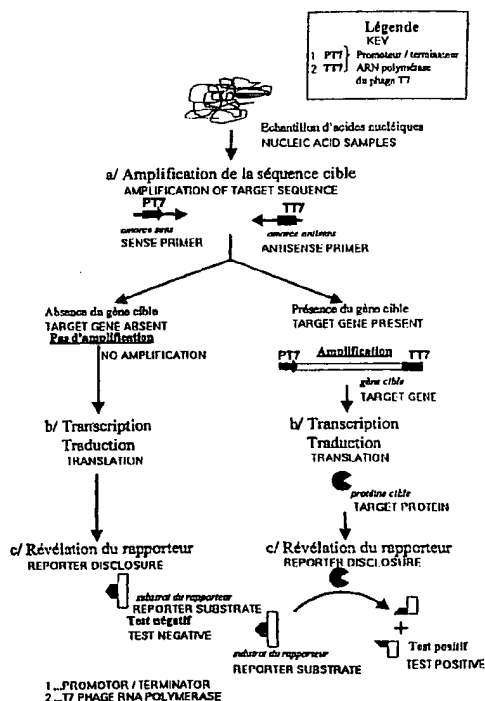 Légende
KEV
1 PT7 } Promoteur / terminateur
2 TT7 } ARN polymérase
du phage T7
Echantillon d'acides nucléiques
NUCLEIC ACID SAMPLES
a/ Amplification de la séquence cible
AMPLIFICATION OF TARGET SEQUENCE
PT7
TT7
amorce sens
SENSE PRIMER
amorce antisens
ANTISENSE PRIMER
Absence du gène cible
TARGET GENE ABSENT
Pas d'amplification
NO AMPLIFICATION
Présence du gène cible
TARGET GENE PRESENT
PT7
Amplification
TT7
gène cible
TARGET GENE
b/ Transcription
Traduction
TRANSLATION
b/ Transcription
Traduction
TRANSLATION
protéine cible
TARGET PROTEIN
c/ Révélation du rapporteur
REPORTER DISCLOSURE
substrat du rapporteur
REPORTER SUBSTRATE
Test négatif
TEST NEGATIVE
c/ Révélation du rapporteur
REPORTER DISCLOSURE
substrat du rapporteur
REPORTER SUBSTRATE
+
Test positif
TEST POSITIVE
1 ...PROMOTOR / TERMINATOR
2 ...T7 PHAGE RNA POLYMERASE